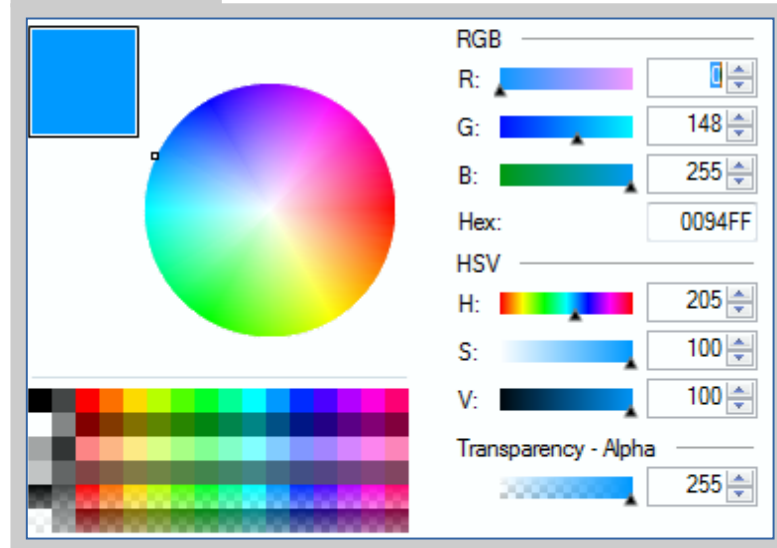 RGB
R: 0
G: 148
B: 255
Hex: 0094FF
HSV
H: 205
S: 100
V: 100
Transparency - Alpha
255